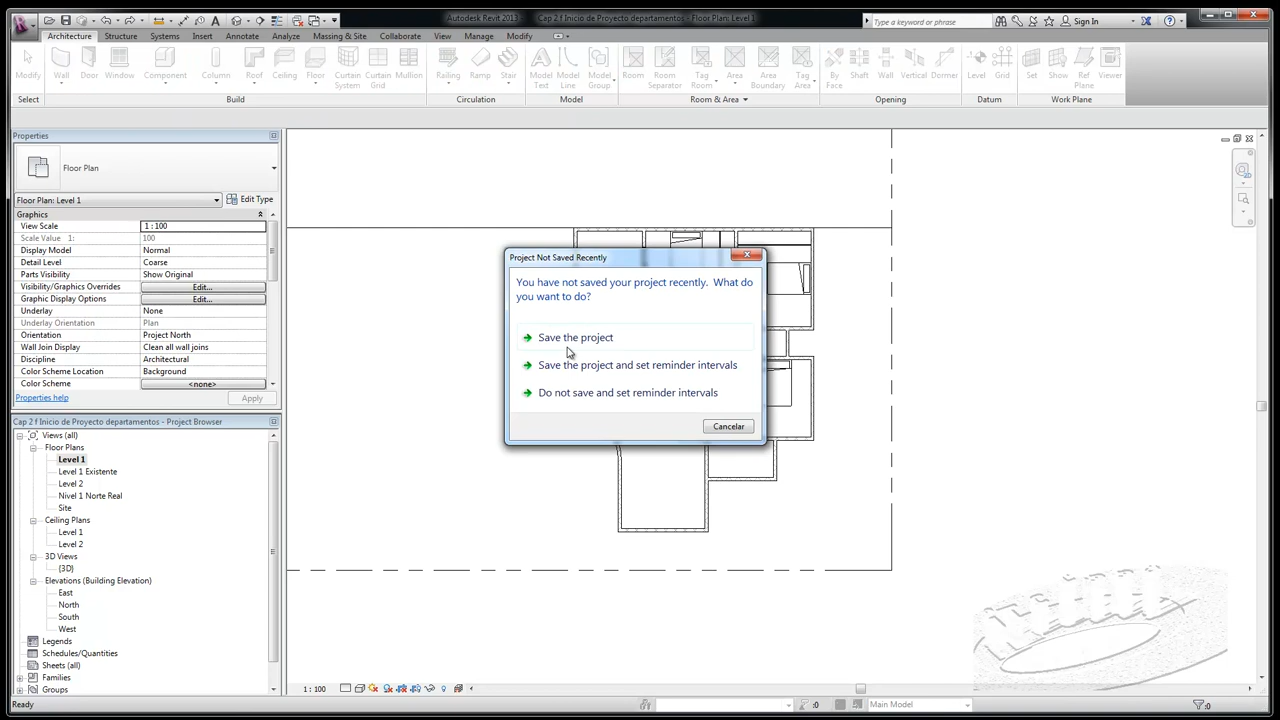 Autodesk Revit 2013 Cap 2 f Inicio de Proyecto departamentos - Floor Plan: Level 1
Type a keyword or phrase
Sign In
Architecture Structure Systems Insert Annotate Analyze Massing & Site Collaborate View Manage Modify
Modify Wall Door Window Component Column Roof Ceiling Floor Curtain System Curtain Grid Mullion Railing Ramp Stair Model Text Model Line Model Group Room Room Separator Tag Room Area Area Boundary Tag Area By Face Shaft Wall Vertical Dormer Level Grid Set Show Ref Plane Viewer
Select Build Circulation Model Room & Area Opening Datum Work Plane
Properties
Floor Plan
Floor Plan: Level 1 Edit Type
Graphics
View Scale 1 : 100
Scale Value 1: 100
Display Model Normal
Detail Level Coarse
Parts Visibility Show Original
Visibility/Graphics Overrides Edit...
Graphic Display Options Edit...
Underlay None
Underlay Orientation Plan
Orientation Project North
Wall Join Display Clean all wall joins
Discipline Architectural
Color Scheme Location Background
Color Scheme <none>
Properties help Apply
Cap 2 f Inicio de Proyecto departamentos - Project Browser
Views (all)
Floor Plans
Level 1
Level 1 Existente
Level 2
Nivel 1 Norte Real
Site
Ceiling Plans
Level 1
Level 2
3D Views
{3D}
Elevations (Building Elevation)
East
North
South
West
Legends
Schedules/Quantities
Sheets (all)
Families
Groups
Project Not Saved Recently
You have not saved your project recently. What do
you want to do?
Save the project
Save the project and set reminder intervals
Do not save and set reminder intervals
Cancelar
1 : 100
Ready
:0
Main Model
:0